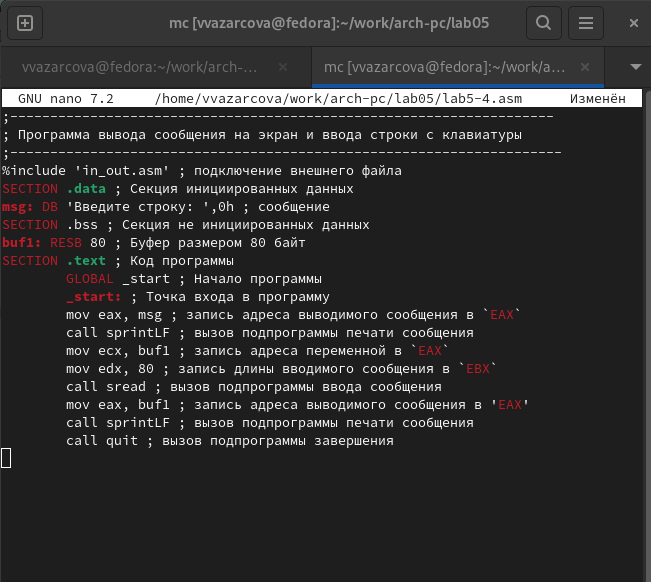 mc [vvazarcova@fedora]:~/work/arch-pc/lab05
vvazarcova@fedora:~/work/arch-... mc [vvazarcova@fedora]:~/work/a...
GNU nano 7.2 /home/vvazarcova/work/arch-pc/lab05/lab5-4.asm Изменён
;--------------------------------------------------------------------
; Программа вывода сообщения на экран и ввода строки с клавиатуры
;---------------------------------------------------------------------
%include 'in_out.asm' ; подключение внешнего файла
SECTION .data ; Секция инициированных данных
msg: DB 'Введите строку: ',0h ; сообщение
SECTION .bss ; Секция не инициированных данных
buf1: RESB 80 ; Буфер размером 80 байт
SECTION .text ; Код программы
GLOBAL _start ; Начало программы
_start: ; Точка входа в программу
mov eax, msg ; запись адреса выводимого сообщения в `EAX`
call sprintLF ; вызов подпрограммы печати сообщения
mov ecx, buf1 ; запись адреса переменной в `EAX`
mov edx, 80 ; запись длины вводимого сообщения в `EBX`
call sread ; вызов подпрограммы ввода сообщения
mov eax, buf1 ; запись адреса выводимого сообщения в 'EAX'
call sprintLF ; вызов подпрограммы печати сообщения
call quit ; вызов подпрограммы завершения